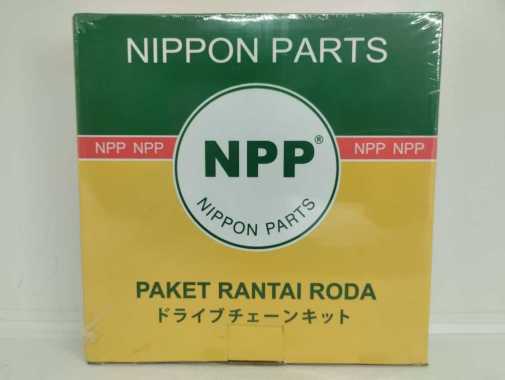 NIPPON PARTS
NPP NPP
NPP®
NPP NPP
NIPPON PARTS
PAKET RANTAI RODA
ドライブチェーンキット